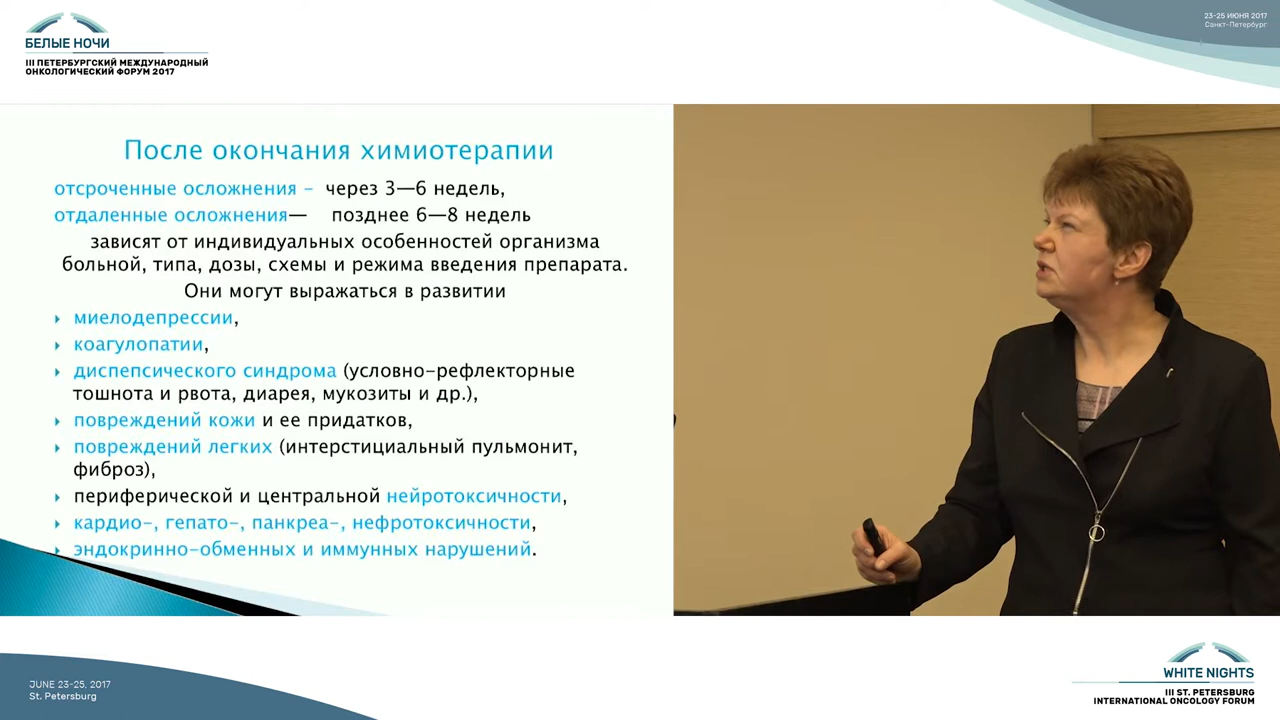 БЕЛЫЕ НОЧИ
III ПЕТЕРБУРГСКИЙ МЕЖДУНАРОДНЫЙ
ОНКОЛОГИЧЕСКИЙ ФОРУМ 2017
23-25 ИЮНЯ 2017
Санкт-Петербург
После окончания химиотерапии
отсроченные осложнения – через 3—6 недель,
отдаленные осложнения— позднее 6—8 недель
зависят от индивидуальных особенностей организма
больной, типа, дозы, схемы и режима введения препарата.
Они могут выражаться в развитии
миелодепрессии,
коагулопатии,
диспепсического синдрома (условно-рефлекторные
тошнота и рвота, диарея, мукозиты и др.),
повреждений кожи и ее придатков,
повреждений легких (интерстициальный пульмонит,
фиброз),
периферической и центральной нейротоксичности,
кардио-, гепато-, панкреа-, нефротоксичности,
эндокринно-обменных и иммунных нарушений.
JUNE 23-25, 2017
St. Petersburg
WHITE NIGHTS
III ST. PETERSBURG
INTERNATIONAL ONCOLOGY FORUM